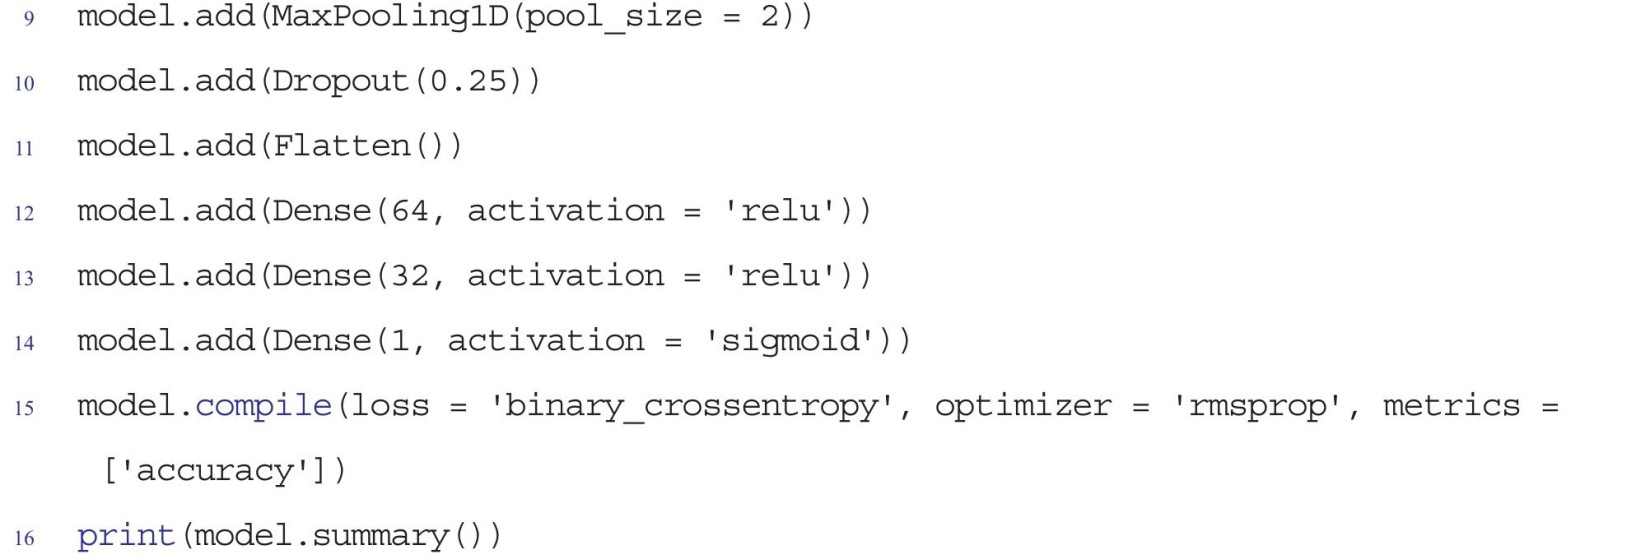 9 model.add(MaxPooling1D(pool_size = 2))
10 model.add(Dropout(0.25))
11 model.add(Flatten())
12 model.add(Dense(64, activation = 'relu'))
13 model.add(Dense(32, activation = 'relu'))
14 model.add(Dense(1, activation = 'sigmoid'))
15 model.compile(loss = 'binary_crossentropy', optimizer = 'rmsprop', metrics =
['accuracy'])
16 print(model.summary())